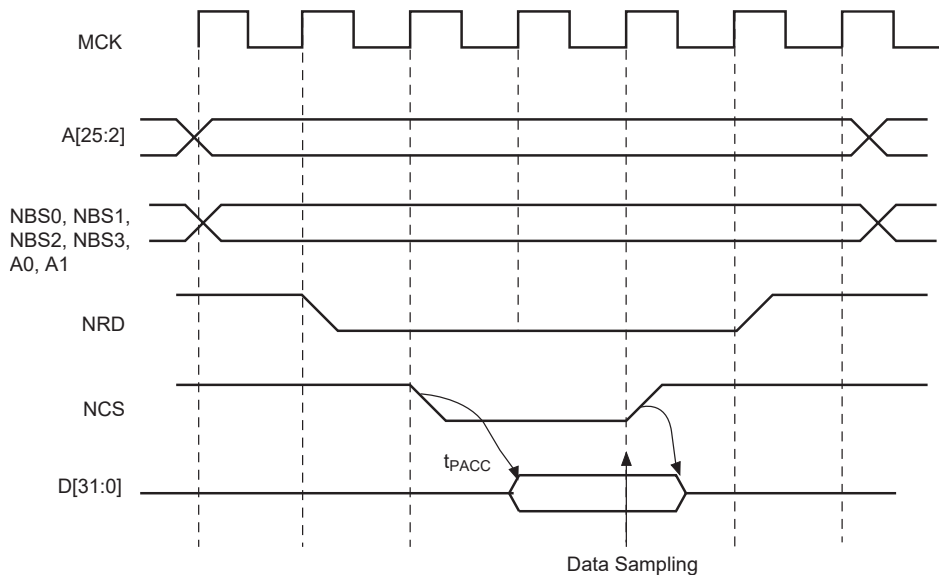 MCK
A[25:2]
NBS0, NBS1,
NBS2, NBS3,
A0, A1
NRD
NCS
tPACC
D[31:0]
Data Sampling